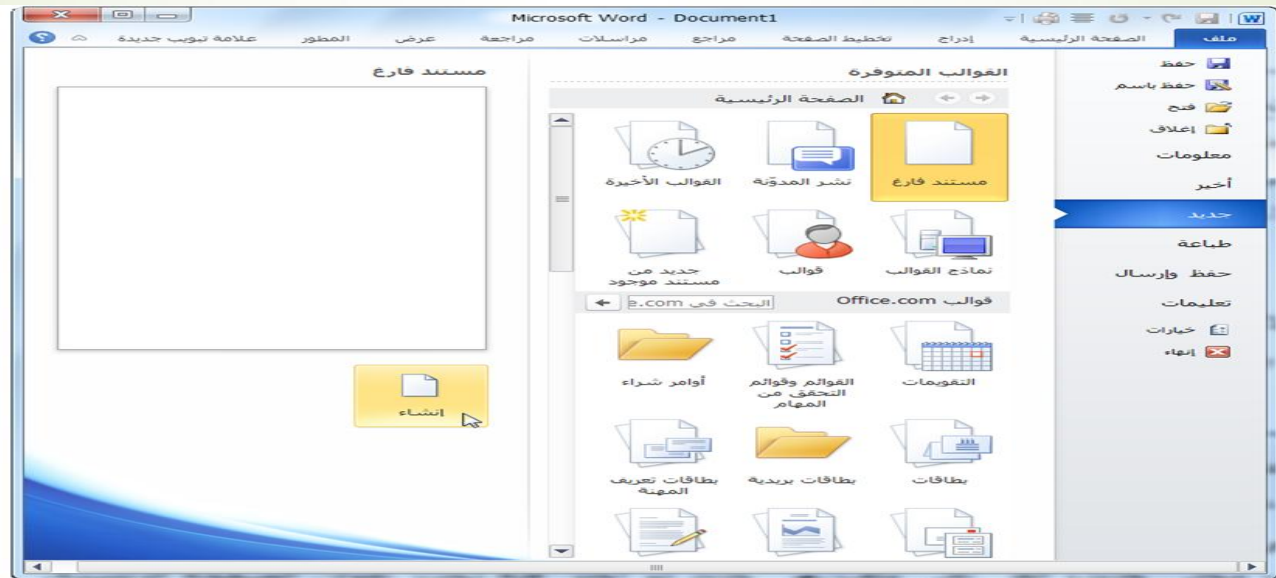 Microsoft Word - Document1
ملف
الصفحة الرئيسية
إدراج
تخطيط الصفحة
مراجع
مراسلات
مراجعة
عرض
المطور
علامة تبويب جديدة
حفظ
حفظ باسم
فتح
إغلاق
معلومات
أخير
جديد
طباعة
حفظ وإرسال
تعليمات
خيارات
إنهاء
القوالب المتوفرة
الصفحة الرئيسية
مستند فارغ
نشر المدوّنة
القوالب الأخيرة
نماذج القوالب
قوالب
جديد من
مستند موجود
قوالب Office.com
البحث في e.com
التقويمات
القوائم وقوائم
التحقق من
المهام
أوامر شراء
بطاقات
بطاقات بريدية
بطاقات تعريف
المهنة
مستند فارغ
إنشاء